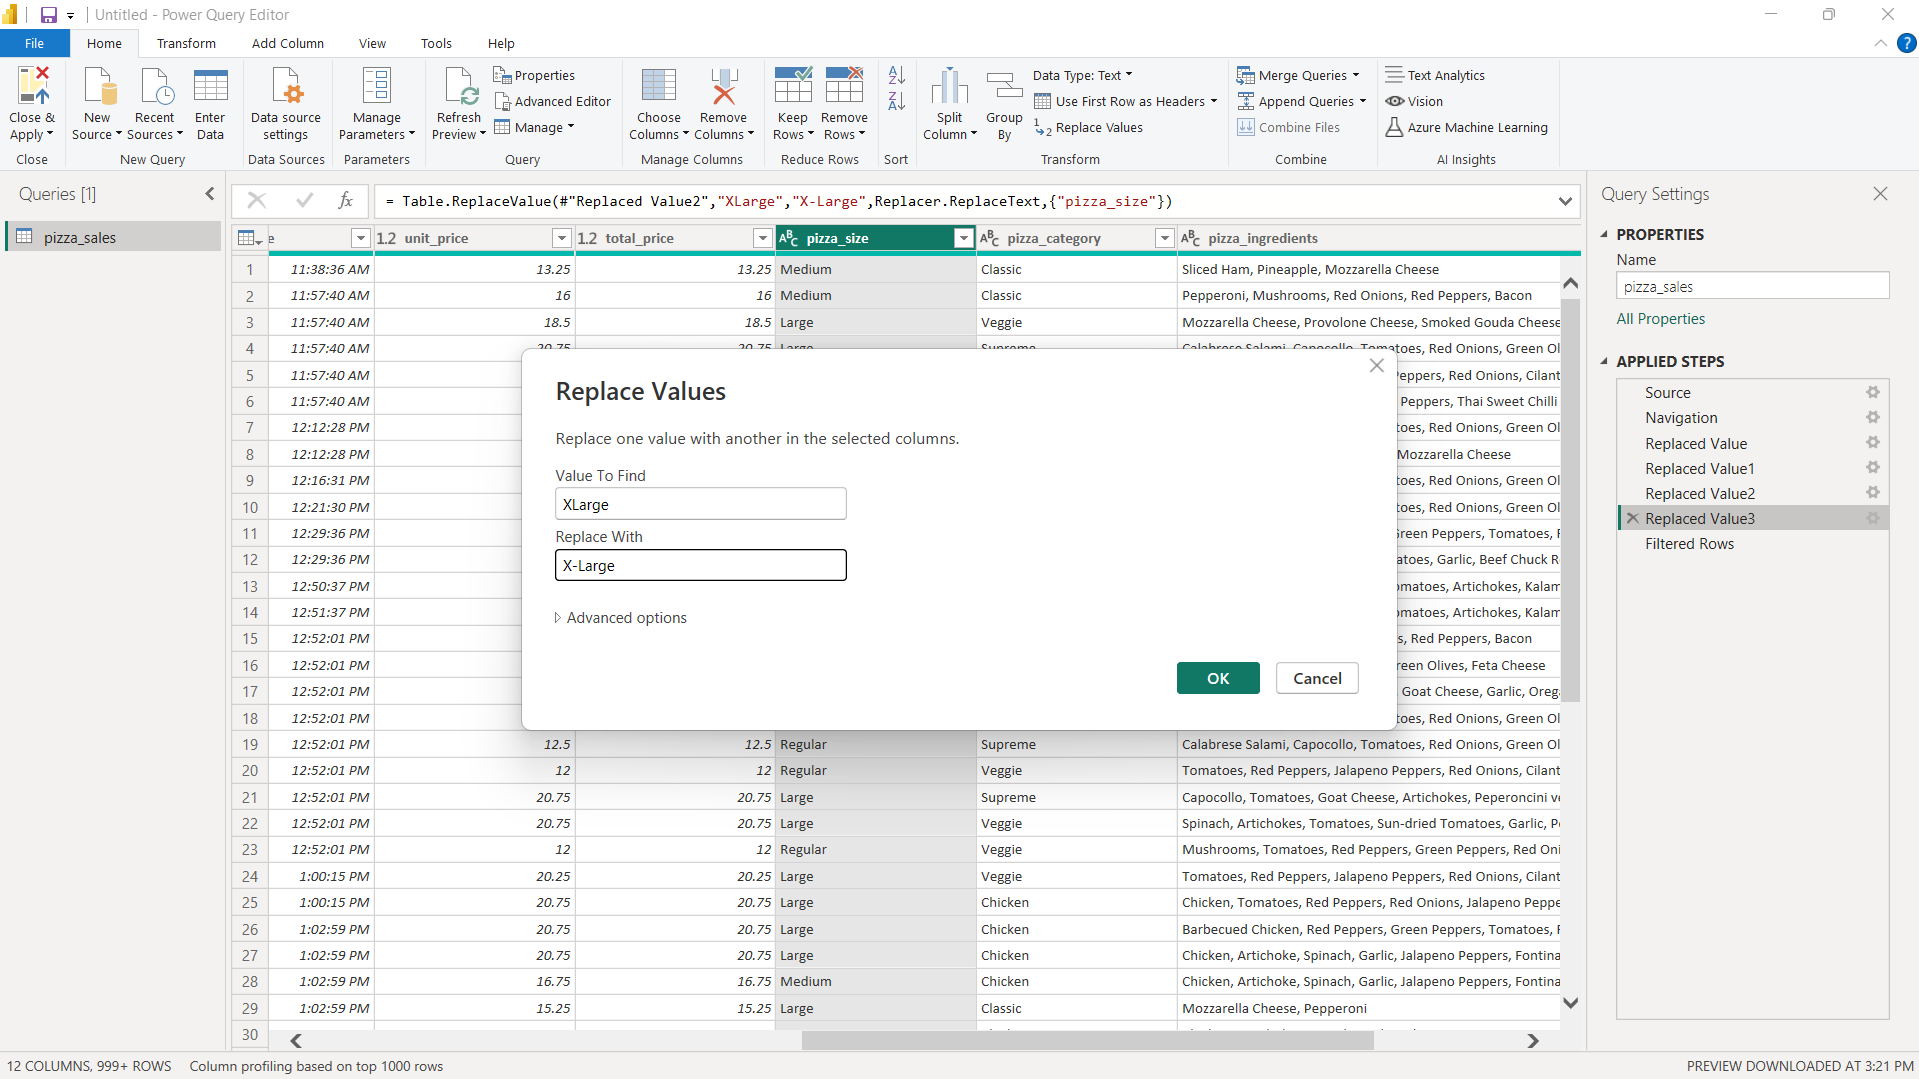 Untitled - Power Query Editor
File Home Transform Add Column View Tools Help
Close & Apply
Close
New Source
Recent Sources
Enter Data
New Query
Data source settings
Data Sources
Manage Parameters
Parameters
Refresh Preview
Properties
Advanced Editor
Manage
Query
Choose Columns
Remove Columns
Manage Columns
Keep Rows
Remove Rows
Reduce Rows
Sort
Split Column
Group By
Data Type: Text
Use First Row as Headers
Replace Values
Transform
Merge Queries
Append Queries
Combine Files
Combine
Text Analytics
Vision
Azure Machine Learning
AI Insights
Queries [1]
pizza_sales
= Table.ReplaceValue(#"Replaced Value2","XLarge","X-Large",Replacer.ReplaceText,{"pizza_size"})
e 1.2 unit_price 1.2 total_price ABC pizza_size ABC pizza_category ABC pizza_ingredients
1 11:38:36 AM 13.25 13.25 Medium Classic Sliced Ham, Pineapple, Mozzarella Cheese
2 11:57:40 AM 16 16 Medium Classic Pepperoni, Mushrooms, Red Onions, Red Peppers, Bacon
3 11:57:40 AM 18.5 18.5 Large Veggie Mozzarella Cheese, Provolone Cheese, Smoked Gouda Cheese
4 11:57:40 AM 20.75 20.75 Large Supreme Calabrese Salami, Capocollo, Tomatoes, Red Onions, Green Ol
5 11:57:40 AM eppers, Red Onions, Cilant
6 11:57:40 AM Peppers, Thai Sweet Chilli
7 12:12:28 PM oes, Red Onions, Green Ol
8 12:12:28 PM Mozzarella Cheese
9 12:16:31 PM oes, Red Onions, Green Ol
10 12:21:30 PM oes, Red Onions, Green Ol
11 12:29:36 PM reen Peppers, Tomatoes, F
12 12:29:36 PM atoes, Garlic, Beef Chuck R
13 12:50:37 PM omatoes, Artichokes, Kalam
14 12:51:37 PM omatoes, Artichokes, Kalam
15 12:52:01 PM s, Red Peppers, Bacon
16 12:52:01 PM reen Olives, Feta Cheese
17 12:52:01 PM Goat Cheese, Garlic, Oreg
18 12:52:01 PM oes, Red Onions, Green Ol
19 12:52:01 PM 12.5 12.5 Regular Supreme Calabrese Salami, Capocollo, Tomatoes, Red Onions, Green Ol
20 12:52:01 PM 12 12 Regular Veggie Tomatoes, Red Peppers, Jalapeno Peppers, Red Onions, Cilant
21 12:52:01 PM 20.75 20.75 Large Supreme Capocollo, Tomatoes, Goat Cheese, Artichokes, Peperoncini ve
22 12:52:01 PM 20.75 20.75 Large Veggie Spinach, Artichokes, Tomatoes, Sun-dried Tomatoes, Garlic, Pe
23 12:52:01 PM 12 12 Regular Veggie Mushrooms, Tomatoes, Red Peppers, Green Peppers, Red Oni
24 1:00:15 PM 20.25 20.25 Large Veggie Tomatoes, Red Peppers, Jalapeno Peppers, Red Onions, Cilant
25 1:00:15 PM 20.75 20.75 Large Chicken Chicken, Tomatoes, Red Peppers, Red Onions, Jalapeno Peppe
26 1:02:59 PM 20.75 20.75 Large Chicken Barbecued Chicken, Red Peppers, Green Peppers, Tomatoes, F
27 1:02:59 PM 20.75 20.75 Large Chicken Chicken, Artichoke, Spinach, Garlic, Jalapeno Peppers, Fontina
28 1:02:59 PM 16.75 16.75 Medium Chicken Chicken, Artichoke, Spinach, Garlic, Jalapeno Peppers, Fontina
29 1:02:59 PM 15.25 15.25 Large Classic Mozzarella Cheese, Pepperoni
30
Replace Values
Replace one value with another in the selected columns.
Value To Find
XLarge
Replace With
X-Large
Advanced options
OK Cancel
Query Settings
PROPERTIES
Name
pizza_sales
All Properties
APPLIED STEPS
Source
Navigation
Replaced Value
Replaced Value1
Replaced Value2
Replaced Value3
Filtered Rows
12 COLUMNS, 999+ ROWS Column profiling based on top 1000 rows PREVIEW DOWNLOADED AT 3:21 PM